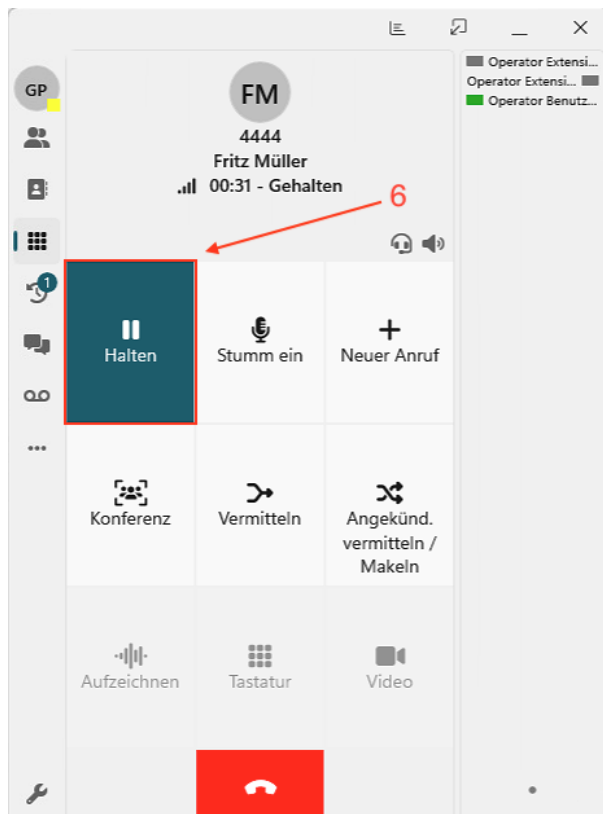 Operator Extensi...
Operator Extensi...
Operator Benutz...
GP
FM
4444
Fritz Müller
00:31 - Gehalten
6
1
Halten
Stumm ein
Neuer Anruf
Konferenz
Vermitteln
Angekünd.
vermitteln /
Makeln
Aufzeichnen
Tastatur
Video